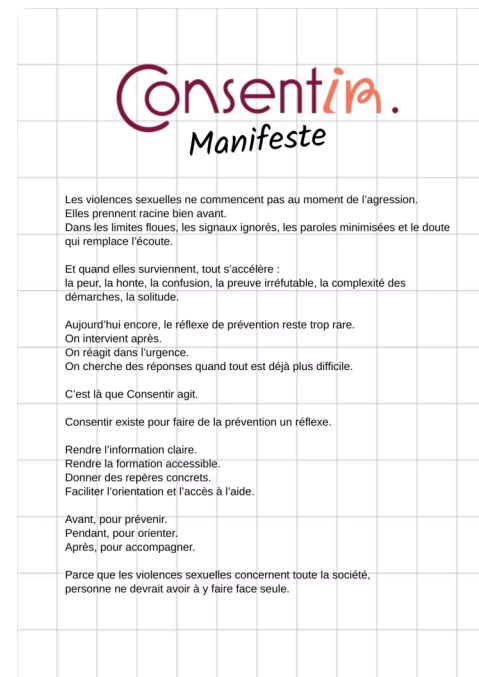 Consentir.
Manifeste
Les violences sexuelles ne commencent pas au moment de l'agression.
Elles prennent racine bien avant.
Dans les limites floues, les signaux ignorés, les paroles minimisées et le doute
qui remplace l'écoute.
Et quand elles surviennent, tout s'accélère :
la peur, la honte, la confusion, la preuve irréfutable, la complexité des
démarches, la solitude.
Aujourd'hui encore, le réflexe de prévention reste trop rare.
On intervient après.
On réagit dans l'urgence.
On cherche des réponses quand tout est déjà plus difficile.
C'est là que Consentir agit.
Consentir existe pour faire de la prévention un réflexe.
Rendre l'information claire.
Rendre la formation accessible.
Donner des repères concrets.
Faciliter l'orientation et l'accès à l'aide.
Avant, pour prévenir.
Pendant, pour orienter.
Après, pour accompagner.
Parce que les violences sexuelles concernent toute la société,
personne ne devrait avoir à y faire face seule.